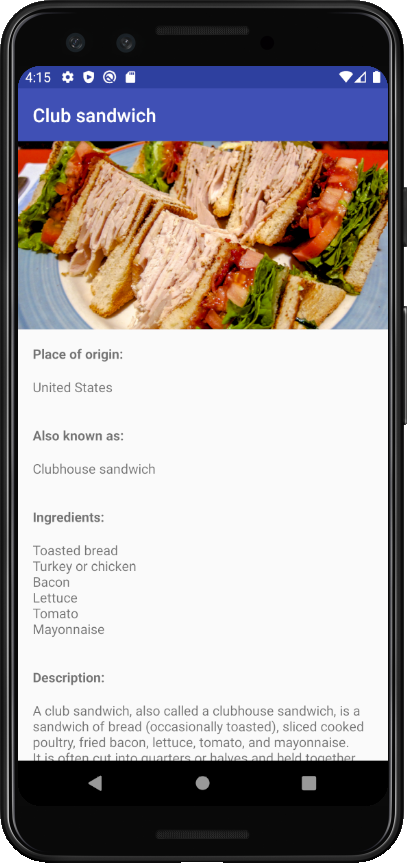 4:15
Club sandwich
Place of origin:
United States
Also known as:
Clubhouse sandwich
Ingredients:
Toasted bread
Turkey or chicken
Bacon
Lettuce
Tomato
Mayonnaise
Description:
A club sandwich, also called a clubhouse sandwich, is a
sandwich of bread (occasionally toasted), sliced cooked
poultry, fried bacon, lettuce, tomato, and mayonnaise.
It is often cut into quarters or halves and held together